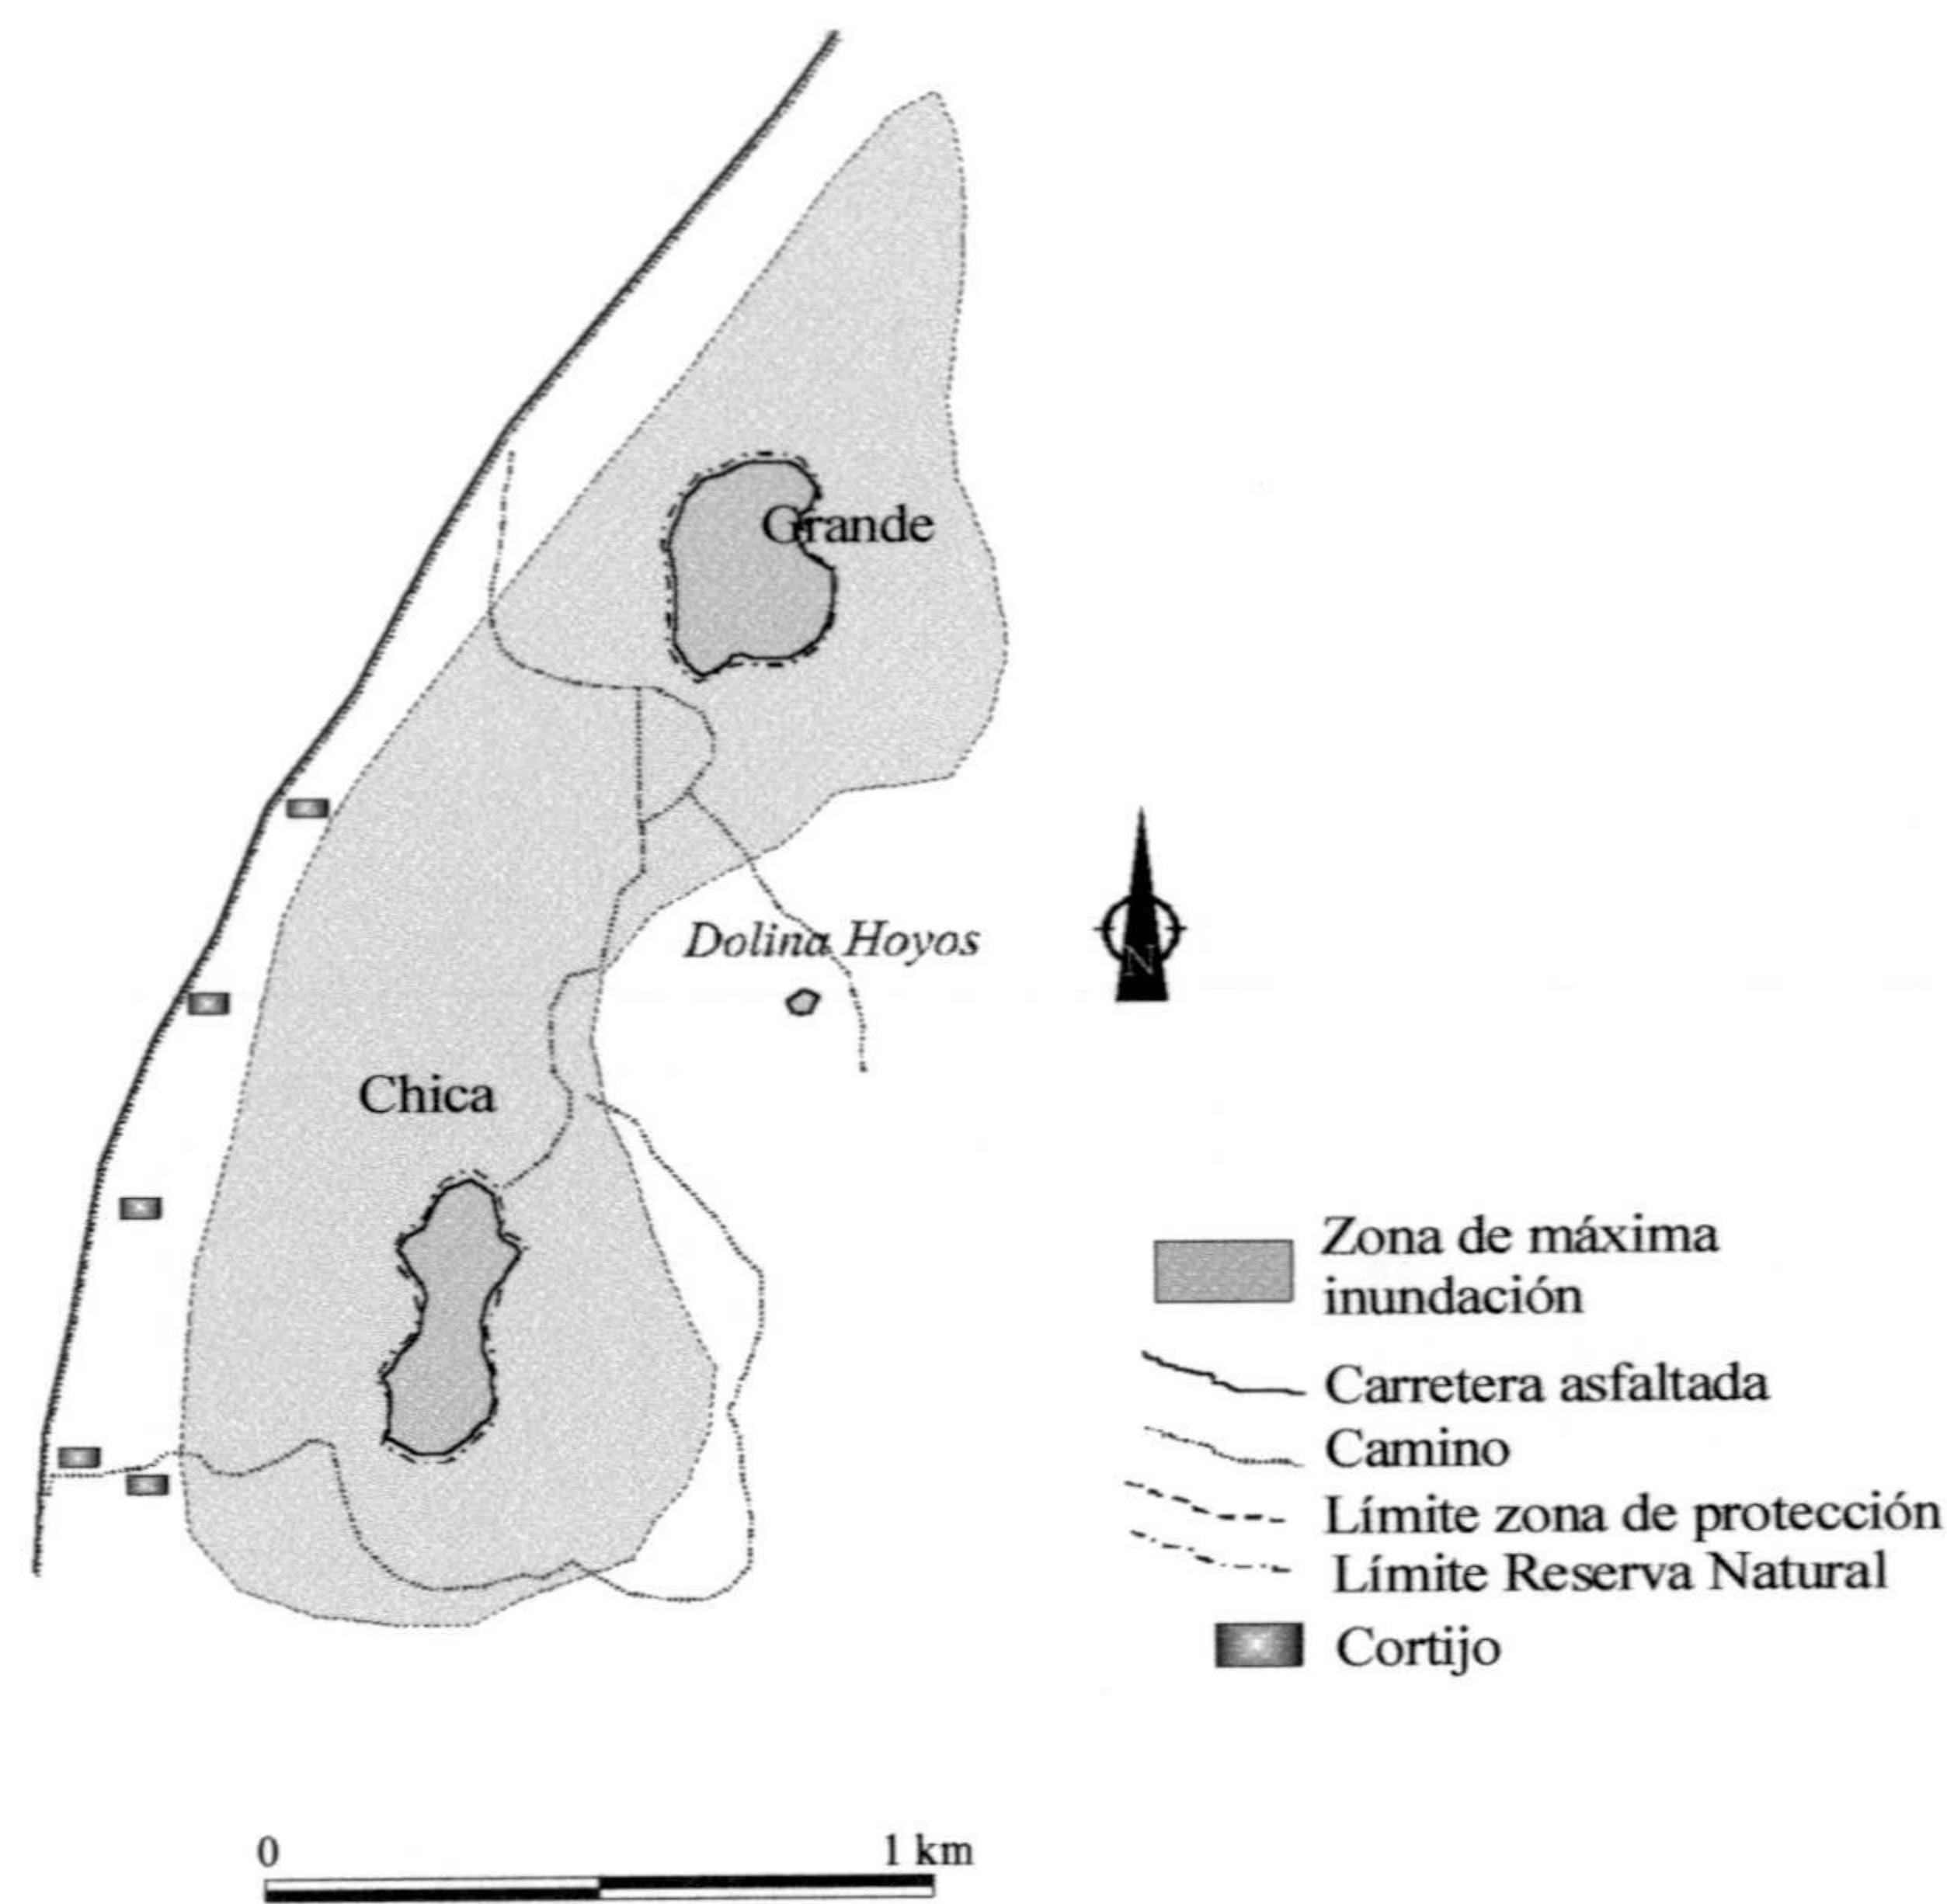 Grande
Dolina Hoyos
N
Chica
Zona de máxima
inundación
Carretera asfaltada
Camino
Límite zona de protección
Límite Reserva Natural
Cortijo
0 1 km